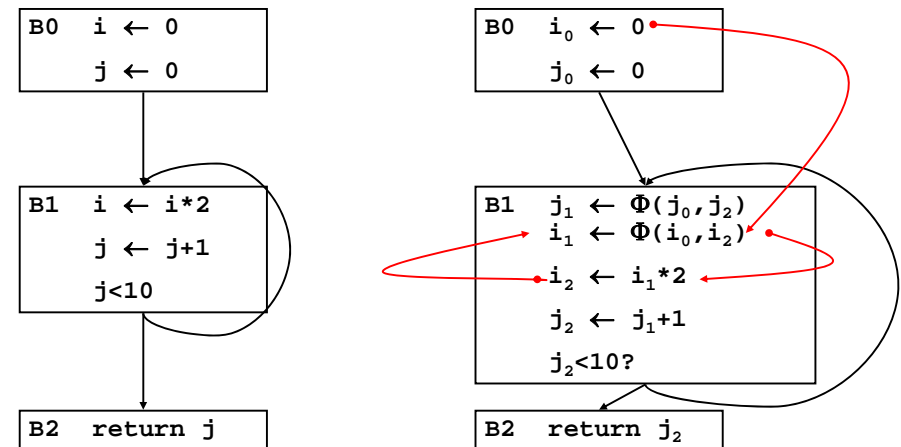 B0 i ← 0
j ← 0
B1 i ← i*2
j ← j+1
j<10
B2 return j
B0 i₀ ← 0
j₀ ← 0
B1 j₁ ← Φ(j₀,j₂)
i₁ ← Φ(i₀,i₂)
i₂ ← i₁*2
j₂ ← j₁+1
j₂<10?
B2 return j₂